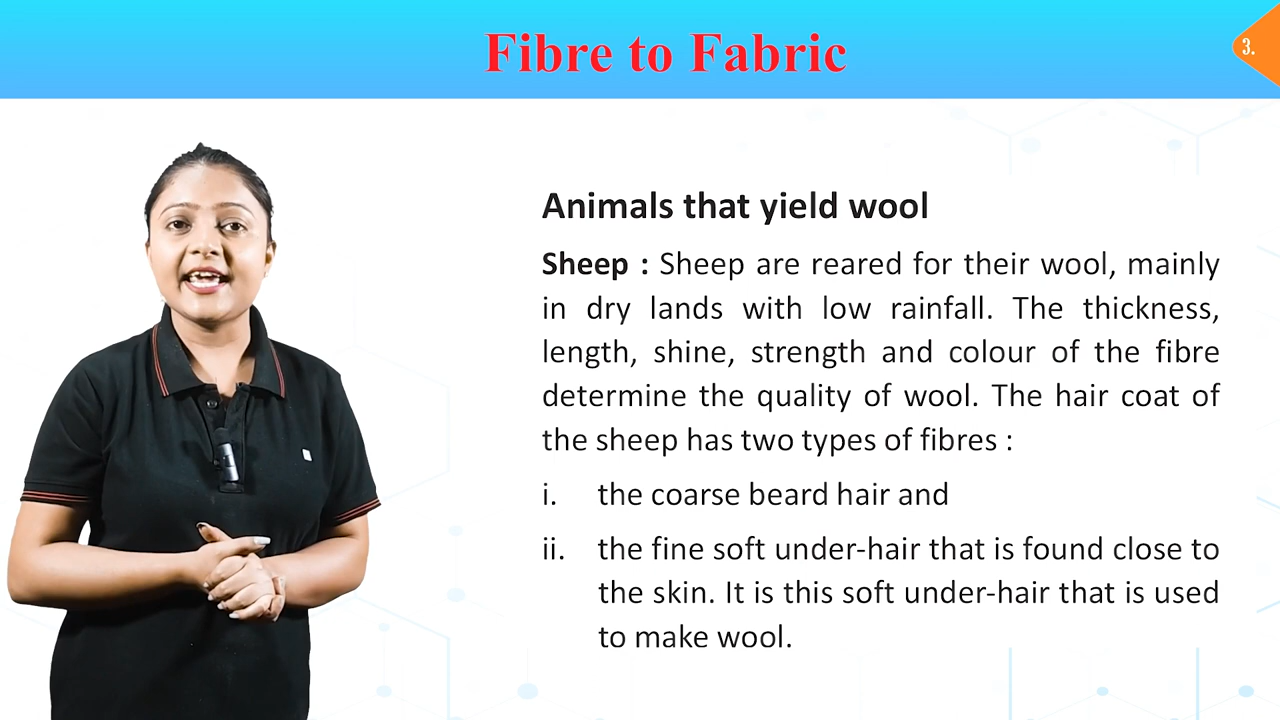 Fibre to Fabric
3.
Animals that yield wool
Sheep : Sheep are reared for their wool, mainly
in dry lands with low rainfall. The thickness,
length, shine, strength and colour of the fibre
determine the quality of wool. The hair coat of
the sheep has two types of fibres :
i. the coarse beard hair and
ii. the fine soft under-hair that is found close to
the skin. It is this soft under-hair that is used
to make wool.